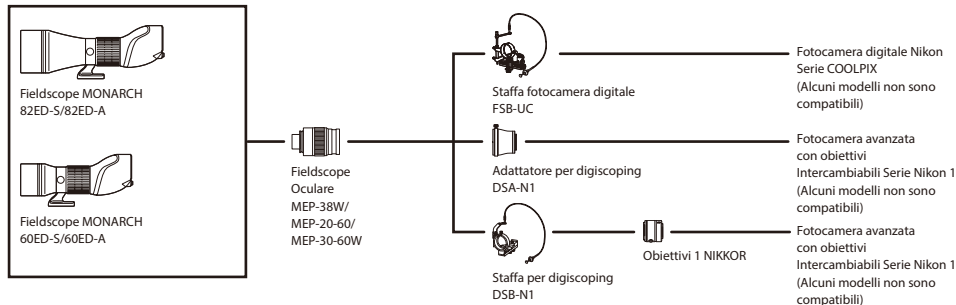 Fieldscope MONARCH
82ED-S/82ED-A
Fieldscope MONARCH
60ED-S/60ED-A
Fieldscope
Oculare
MEP-38W/
MEP-20-60/
MEP-30-60W
Staffa fotocamera digitale
FSB-UC
Adattatore per digiscoping
DSA-N1
Staffa per digiscoping
DSB-N1
Obiettivi 1 NIKKOR
Fotocamera digitale Nikon
Serie COOLPIX
(Alcuni modelli non sono
compatibili)
Fotocamera avanzata
con obiettivi
Intercambiabili Serie Nikon 1
(Alcuni modelli non sono
compatibili)
Fotocamera avanzata
con obiettivi
Intercambiabili Serie Nikon 1
(Alcuni modelli non sono
compatibili)